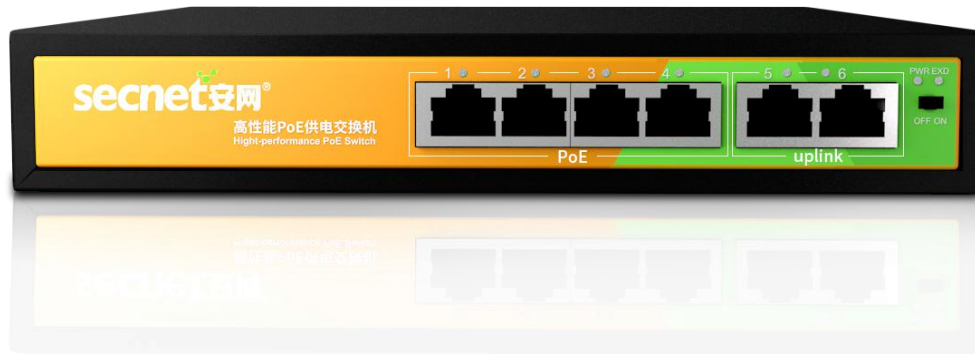 secnet安网®
高性能PoE供电交换机
Hight-performance PoE Switch
1 2 3 4 5 6
PWR EXD
OFF ON
PoE
uplink